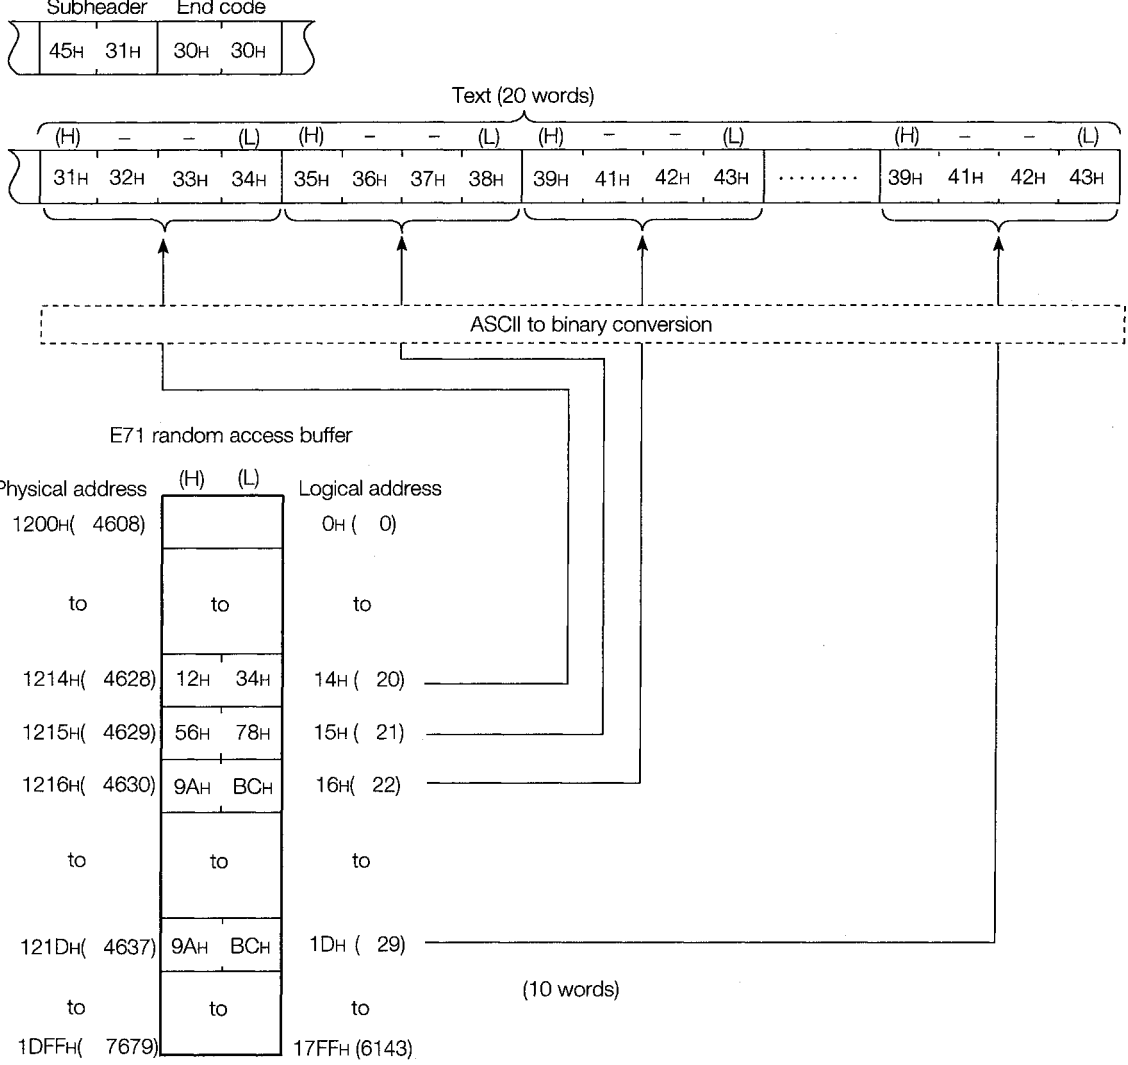 Subheader End code
45H 31H 30H 30H
Text (20 words)
(H) – – (L) (H) – – (L) (H) – – (L) (H) – – (L)
31H 32H 33H 34H 35H 36H 37H 38H 39H 41H 42H 43H ········ 39H 41H 42H 43H
ASCII to binary conversion
E71 random access buffer
Physical address (H) (L) Logical address
1200H( 4608) 0H ( 0)
to to to
1214H( 4628) 12H 34H 14H ( 20)
1215H( 4629) 56H 78H 15H ( 21)
1216H( 4630) 9AH BCH 16H( 22)
to to to
121DH( 4637) 9AH BCH 1DH ( 29)
(10 words)
to to to
1DFFH( 7679) 17FFH (6143)